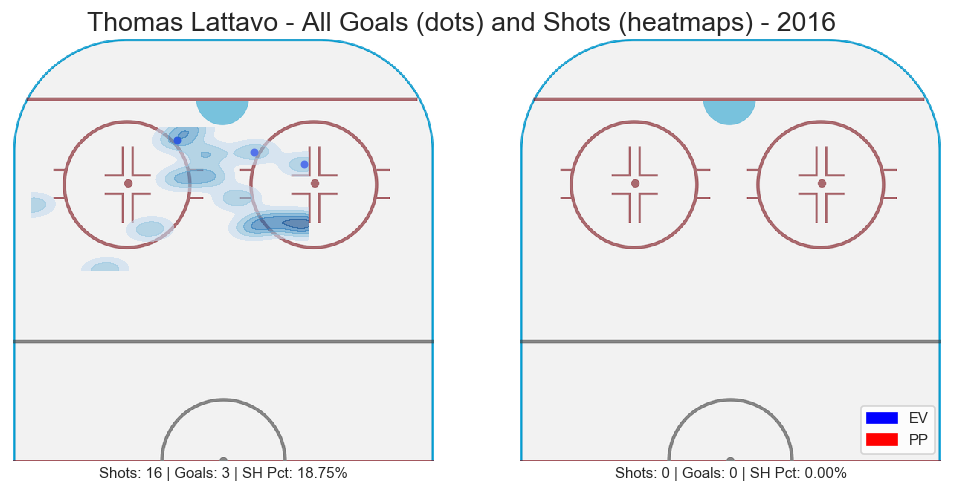 Thomas Lattavo - All Goals (dots) and Shots (heatmaps) - 2016
EV
PP
Shots: 16 | Goals: 3 | SH Pct: 18.75%
Shots: 0 | Goals: 0 | SH Pct: 0.00%